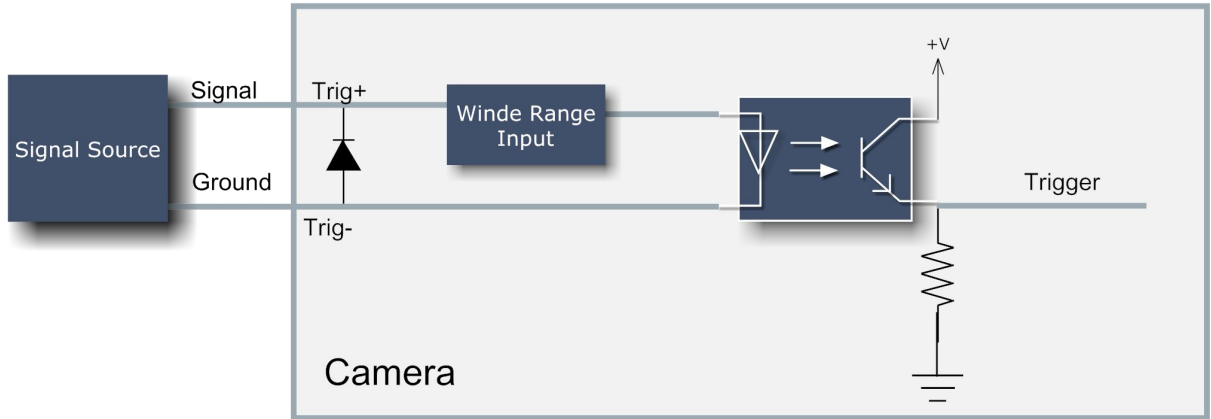 +V
Signal
Trig+
Winde Range
Input
Signal Source
Ground
Trigger
Trig-
Camera